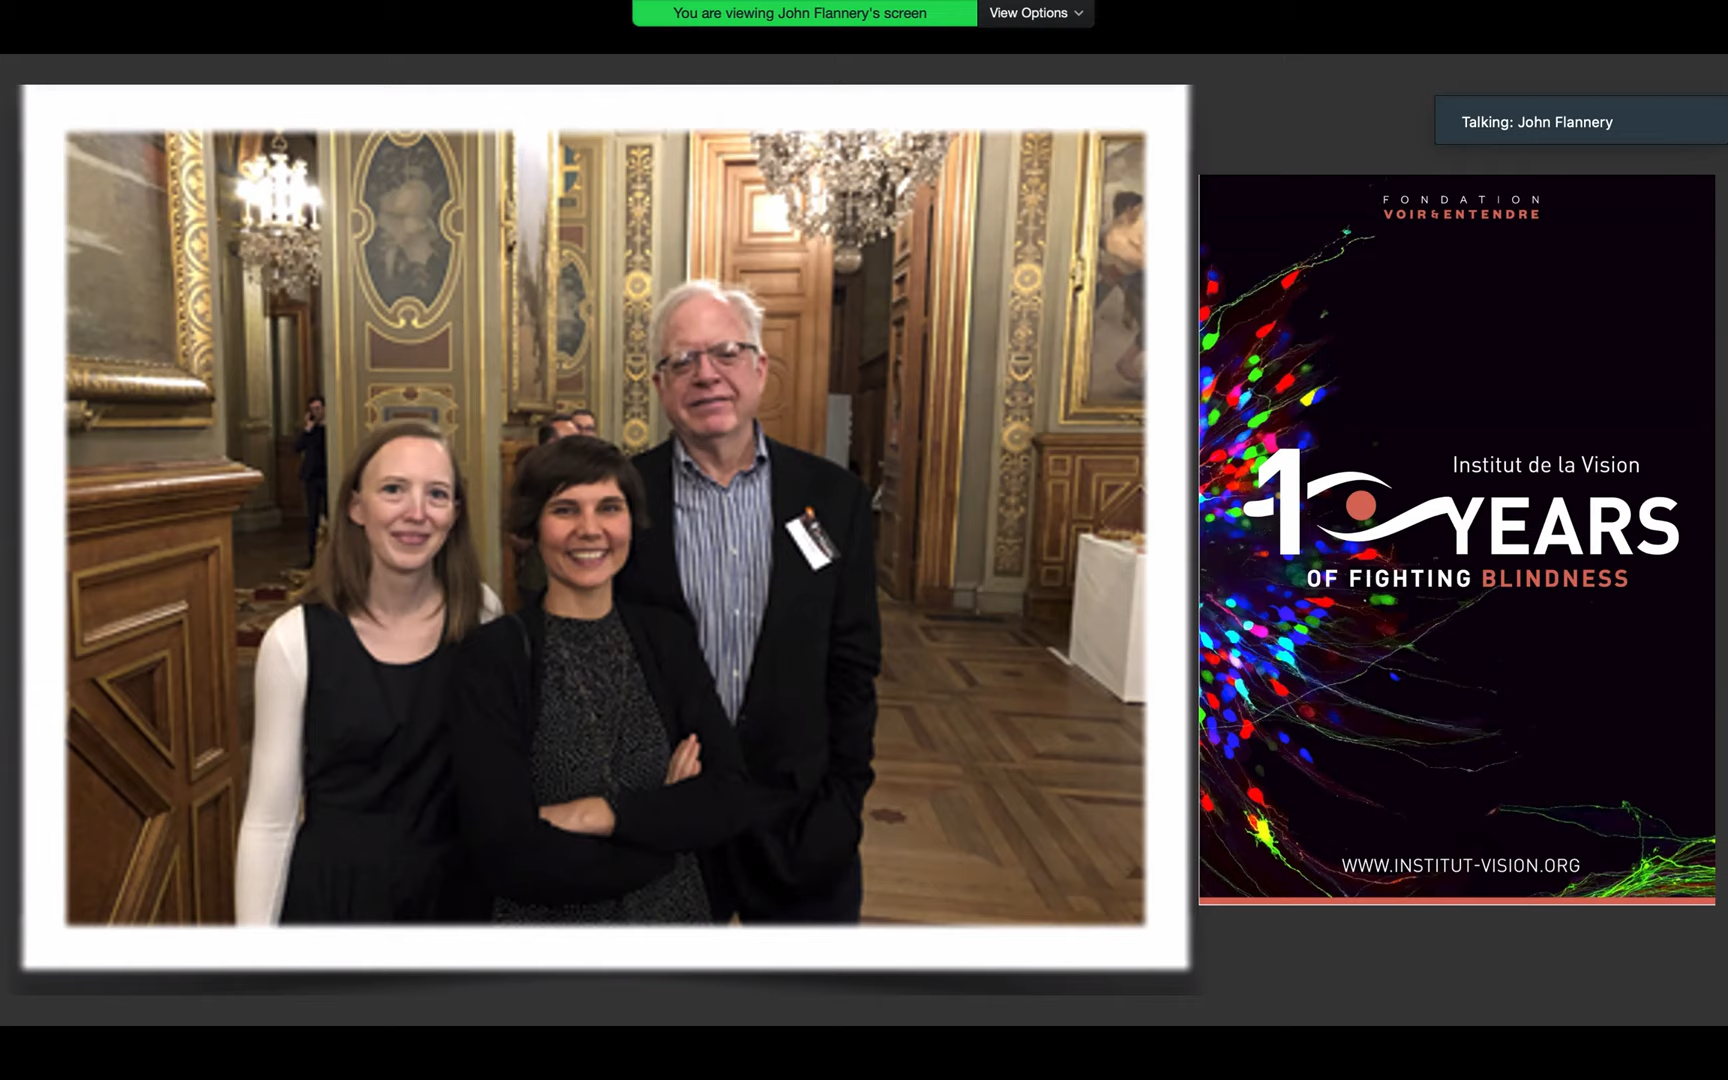 You are viewing John Flannery's screen
View Options
Talking: John Flannery
FONDATION
VOIR & ENTENDRE
Institut de la Vision
10 YEARS
OF FIGHTING BLINDNESS
WWW.INSTITUT-VISION.ORG